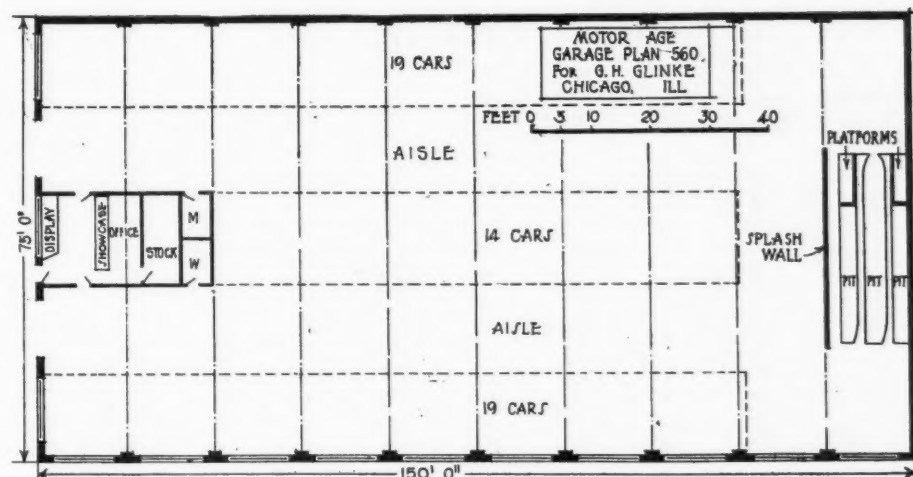 19 CARS
MOTOR AGE
GARAGE PLAN 560
FOR G.H. GLINKE
CHICAGO, ILL
FEET 0 5 10 20 30 40
AISLE
PLATFORMS
75' 0"
DISPLAY
SHOWCASE
OFFICE
STOCK
M
W
14 CARS
SPLASH
WALL
PIT
PIT
PIT
AISLE
19 CARS
150' 0"